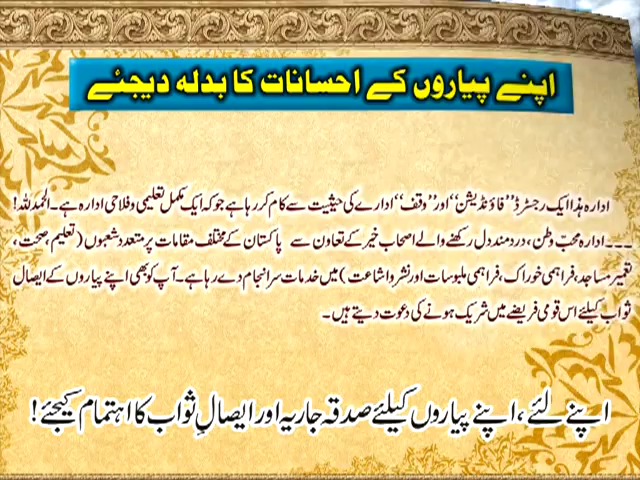 اپنے پیاروں کے احسانات کا بدلہ دیجئے
ادارہ ہذا ایک رجسٹرڈ ”فاؤنڈیشن“ اور ”وقف“ ادارے کی حیثیت سے کام کر رہا ہے جو کہ ایک مکمل تعلیمی و فلاحی ادارہ ہے۔ الحمدللہ!
۔۔۔ ادارہ محبِّ وطن، دردمند دل رکھنے والے اصحاب خیر کے تعاون سے پاکستان کے مختلف مقامات پر متعدد شعبوں (تعلیم، صحت،
تعمیر مساجد، فراہمی خوراک، فراہمی ملبوسات اور نشر و اشاعت) میں خدمات سرانجام دے رہا ہے۔ آپ کو بھی اپنے پیاروں کے ایصال
ثواب کیلئے اس قومی فریضے میں شریک ہونے کی دعوت دیتے ہیں۔
اپنے لئے، اپنے پیاروں کیلئے صدقہ جاریہ اور ایصالِ ثواب کا اہتمام کیجئے!